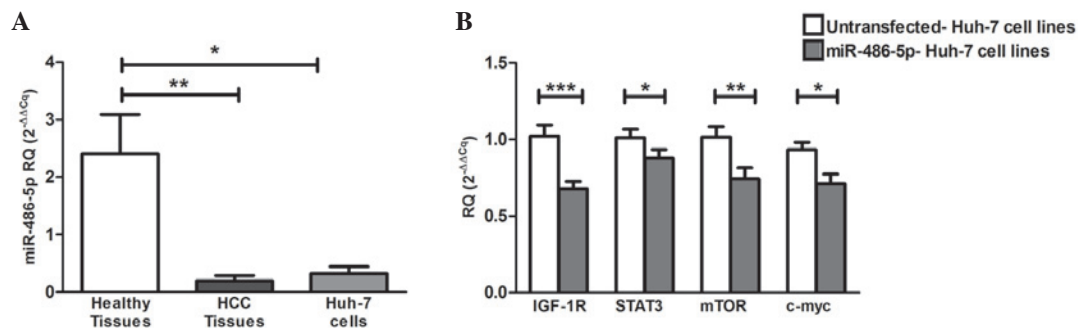 A
miR-486-5p RQ (2^-ΔΔCq)
5
4
3
2
1
0
*
**
Healthy Tissues
HCC Tissues
Huh-7 cells
B
Untransfected- Huh-7 cell lines
miR-486-5p- Huh-7 cell lines
RQ (2^-ΔΔCq)
1.5
1.0
0.5
0.0
***
*
**
*
IGF-1R
STAT3
mTOR
c-myc